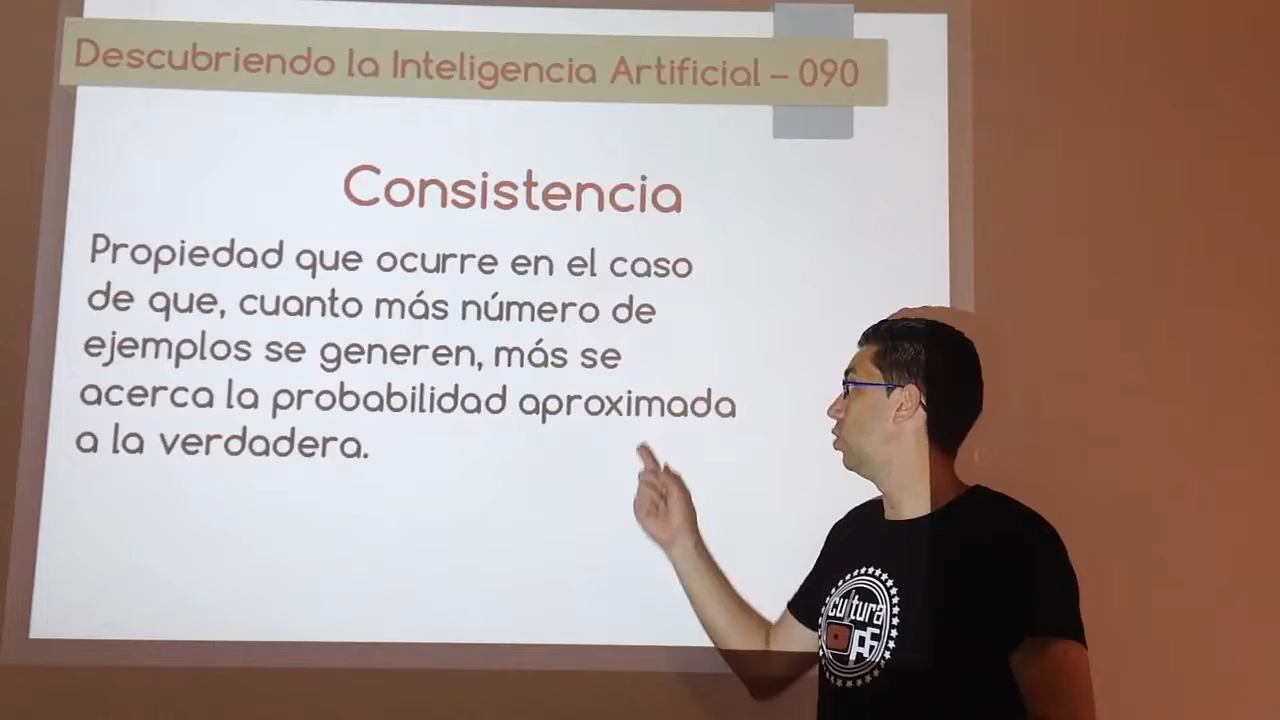 Descubriendo la Inteligencia Artificial – 090
Consistencia
Propiedad que ocurre en el caso
de que, cuanto más número de
ejemplos se generen, más se
acerca la probabilidad aproximada
a la verdadera.
cultura